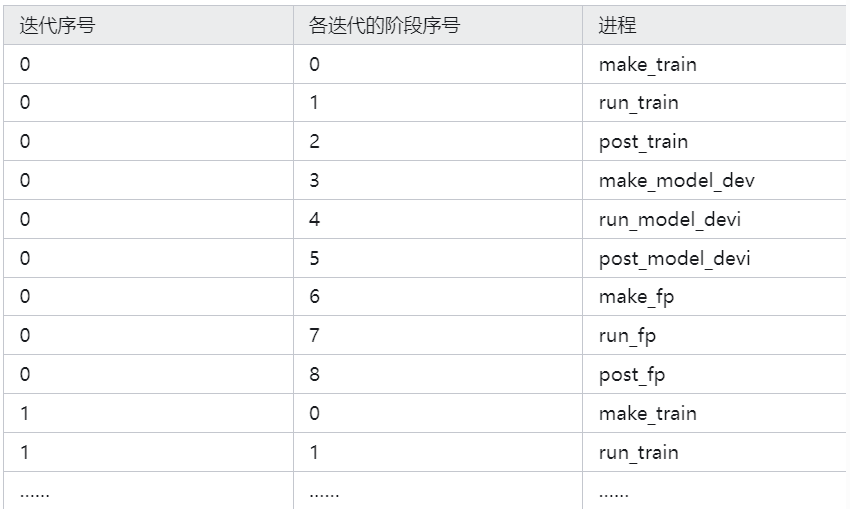 迭代序号 各迭代的阶段序号 进程
0 0 make_train
0 1 run_train
0 2 post_train
0 3 make_model_dev
0 4 run_model_devi
0 5 post_model_devi
0 6 make_fp
0 7 run_fp
0 8 post_fp
1 0 make_train
1 1 run_train
...... ...... ......